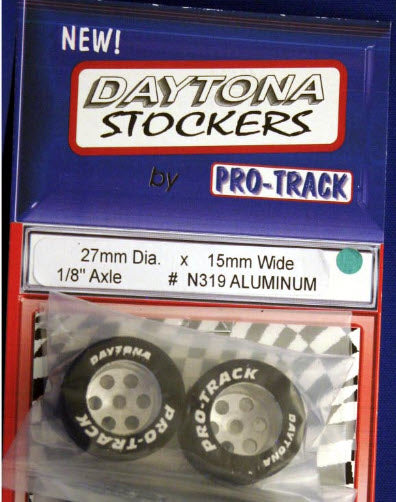 NEW!
DAYTONA
STOCKERS
by PRO-TRACK
27mm Dia. x 15mm Wide
1/8" Axle # N319 ALUMINUM
DAYTONA
PRO-TRACK
PRO-TRACK
DAYTONA